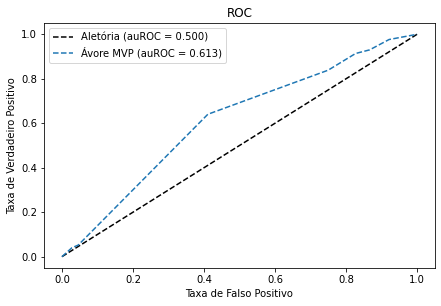 ROC
Aletória (auROC = 0.500)
Ávore MVP (auROC = 0.613)
Taxa de Verdadeiro Positivo
1.0
0.8
0.6
0.4
0.2
0.0
0.0 0.2 0.4 0.6 0.8 1.0
Taxa de Falso Positivo